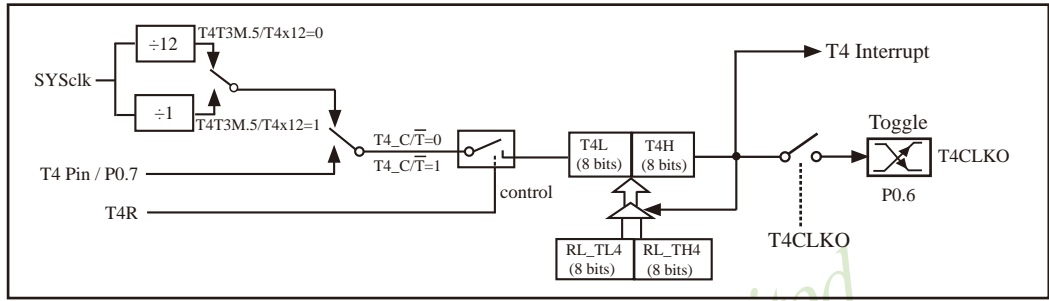 T4T3M.5/T4x12=0
÷12
SYSclk
÷1
T4T3M.5/T4x12=1
T4 Interrupt
Toggle
T4_C/T̅=0
T4_C/T̅=1
T4L
(8 bits)
T4H
(8 bits)
T4CLKO
P0.6
T4 Pin / P0.7
control
T4R
T4CLKO
RL_TL4
(8 bits)
RL_TH4
(8 bits)